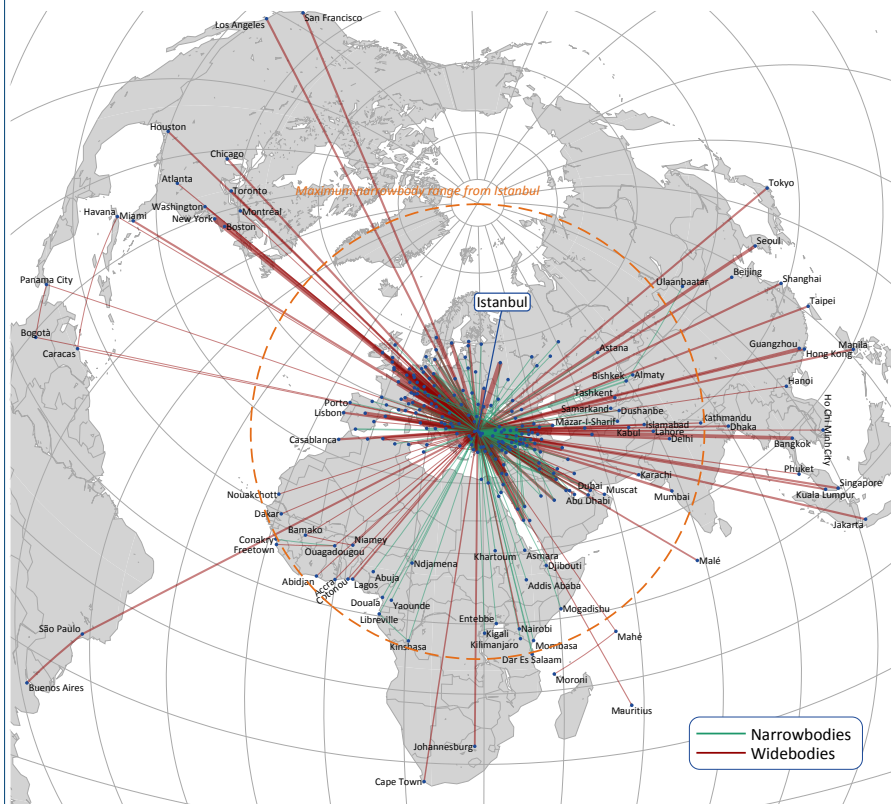 Los Angeles
San Francisco
Houston
Chicago
Atlanta
Toronto
Maximum narrowbody range from Istanbul
Tokyo
Washington
Montréal
Havana
Miami
New York
Boston
Seoul
Beijing
Panama City
Ulaanbaatar
Shanghai
Istanbul
Taipei
Bogotà
Caracas
Astana
Guangzhou
Manila
Hong Kong
Bishkek
Almaty
Hanoi
Tashkent
Porto
Lisbon
Samarkand
Dushanbe
Ho Chi Minh City
Mazar-I-Sharif
Islamabad
Kathmandu
Dhaka
Casablanca
Kabul
Lahore
Delhi
Bangkok
Karachi
Phuket
Nouakchott
Dubai
Muscat
Mumbai
Singapore
Abu Dhabi
Kuala Lumpur
Dakar
Jakarta
Bamako
Conakry
Niamey
Freetown
Ouagadougou
Khartoum
Asmara
Ndjamena
Djibouti
Malé
Abidjan
Accra
Cotonou
Lagos
Abuja
Addis Ababa
Douala
Yaounde
Mogadishu
Libreville
Entebbe
São Paulo
Kigali
Nairobi
Mahé
Kinshasa
Kilimanjaro
Mombasa
Dar Es Salaam
Moroni
Buenos Aires
Mauritius
Narrowbodies
Johannesburg
Widebodies
Cape Town